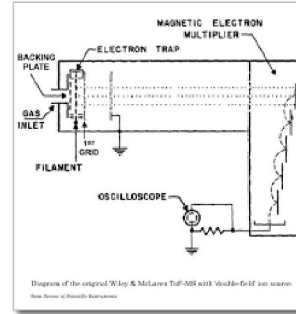 MAGNETIC ELECTRON
MULTIPLIER
ELECTRON TRAP
BACKING
PLATE
GAS
INLET
1ST
GRID
FILAMENT
OSCILLOSCOPE
Diagram of the original Wiley & McLaren ToF-MS with 'double-field' ion source.
from Review of Scientific Instruments